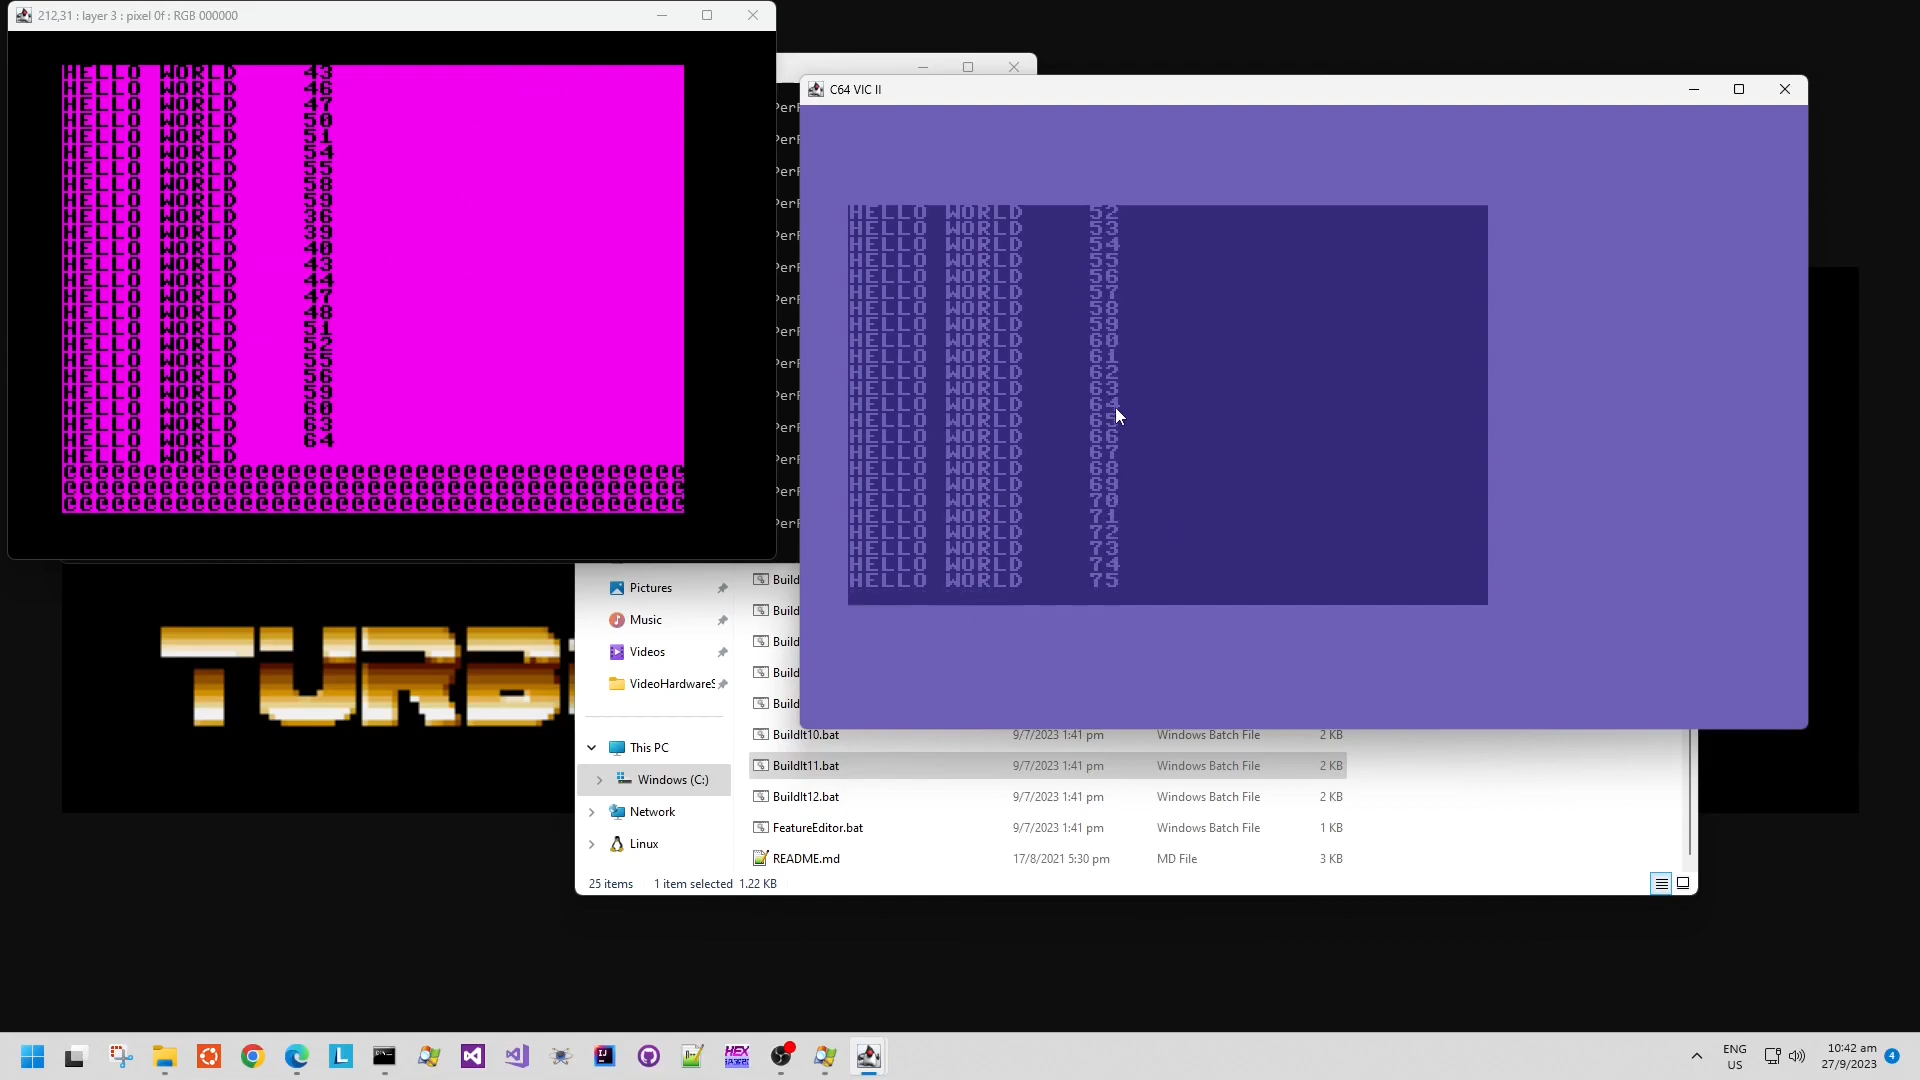 212,31 : layer 3 : pixel 0f : RGB 000000
HELLO WORLD 43
HELLO WORLD 46
HELLO WORLD 47
HELLO WORLD 50
HELLO WORLD 51
HELLO WORLD 54
HELLO WORLD 55
HELLO WORLD 58
HELLO WORLD 59
HELLO WORLD 36
HELLO WORLD 39
HELLO WORLD 40
HELLO WORLD 43
HELLO WORLD 44
HELLO WORLD 47
HELLO WORLD 48
HELLO WORLD 51
HELLO WORLD 52
HELLO WORLD 55
HELLO WORLD 56
HELLO WORLD 59
HELLO WORLD 60
HELLO WORLD 63
HELLO WORLD 64
HELLO WORLD
@@@@@@@@@@@@@@@@@@@@@@@@@@@@@@@@@@@@@@@
@@@@@@@@@@@@@@@@@@@@@@@@@@@@@@@@@@@@@@@
@@@@@@@@@@@@@@@@@@@@@@@@@@@@@@@@@@@@@@@
C64 VIC II
HELLO WORLD 52
HELLO WORLD 53
HELLO WORLD 54
HELLO WORLD 55
HELLO WORLD 56
HELLO WORLD 57
HELLO WORLD 58
HELLO WORLD 59
HELLO WORLD 60
HELLO WORLD 61
HELLO WORLD 62
HELLO WORLD 63
HELLO WORLD 64
HELLO WORLD 65
HELLO WORLD 66
HELLO WORLD 67
HELLO WORLD 68
HELLO WORLD 69
HELLO WORLD 70
HELLO WORLD 71
HELLO WORLD 72
HELLO WORLD 73
HELLO WORLD 74
HELLO WORLD 75
TURB
Pictures
Music
Videos
VideoHardwareS
This PC
Windows (C:)
Network
Linux
Build
Build
Build
Build
Build
BuildIt10.bat 9/7/2023 1:41 pm Windows Batch File 2 KB
BuildIt11.bat 9/7/2023 1:41 pm Windows Batch File 2 KB
BuildIt12.bat 9/7/2023 1:41 pm Windows Batch File 2 KB
FeatureEditor.bat 9/7/2023 1:41 pm Windows Batch File 1 KB
README.md 17/8/2021 5:30 pm MD File 3 KB
25 items 1 item selected 1.22 KB
HEX
ENG
US
10:42 am
27/9/2023
4